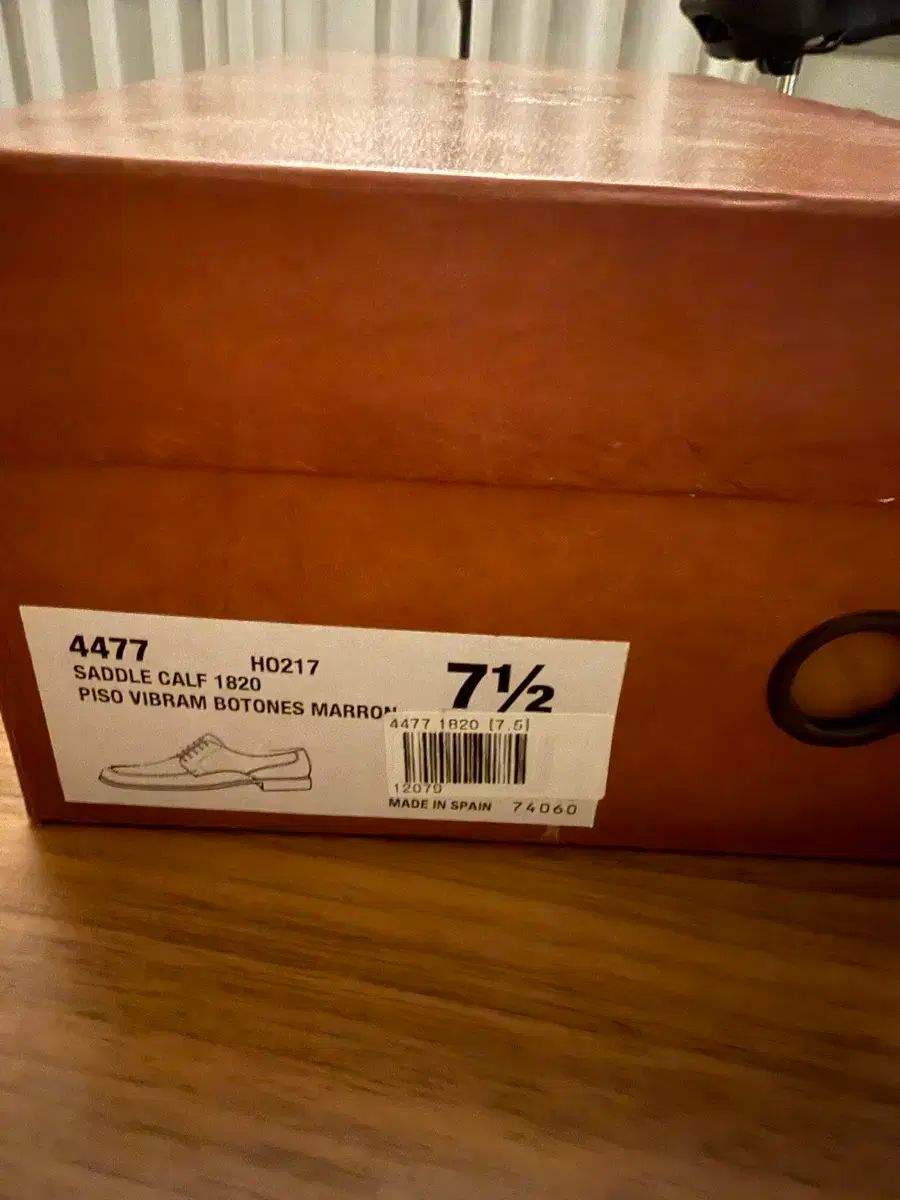 4477
HO217
SADDLE CALF 1820
PISO VIBRAM BOTONES MARRON
7½
4477 1820 [7.5]
12070
MADE IN SPAIN 74060